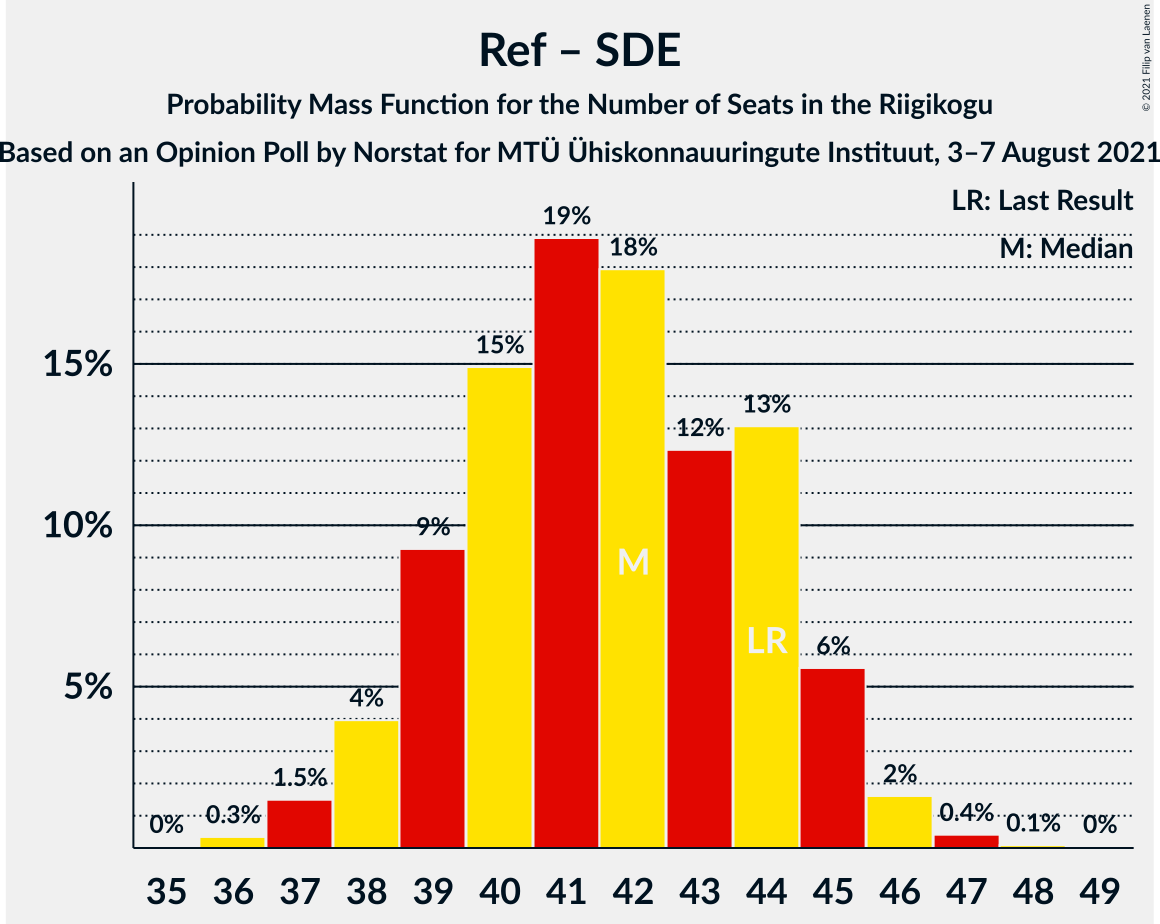 Ref – SDE
Probability Mass Function for the Number of Seats in the Riigikogu
Based on an Opinion Poll by Norstat for MTÜ Ühiskonnauuringute Instituut, 3–7 August 2021
© 2021 Filip van Laenen
LR: Last Result
M: Median
19%
18%
15%
15%
13%
12%
10%
9%
M
LR
6%
5%
4%
2%
1.5%
0.3%
0.4%
0%
0.1%
0%
35 36 37 38 39 40 41 42 43 44 45 46 47 48 49